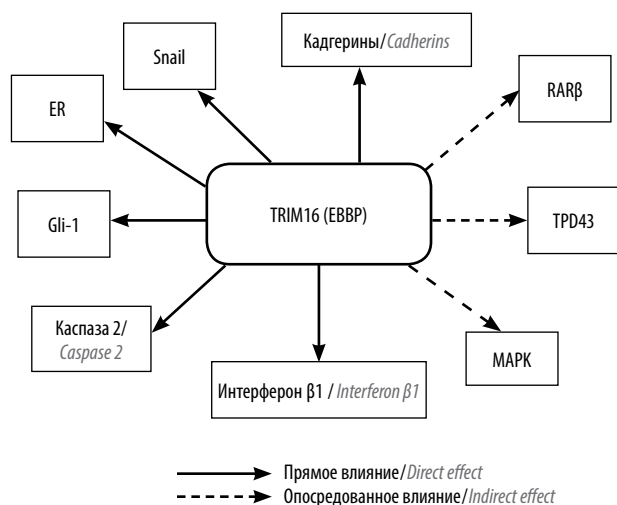 Кадгерины/Cadherins
Snail
RARβ
ER
TRIM16 (EBBP)
Gli-1
TPD43
Каспаза 2/
Caspase 2
MAPK
Интерферон β1 / Interferon β1
Прямое влияние/Direct effect
Опосредованное влияние/Indirect effect